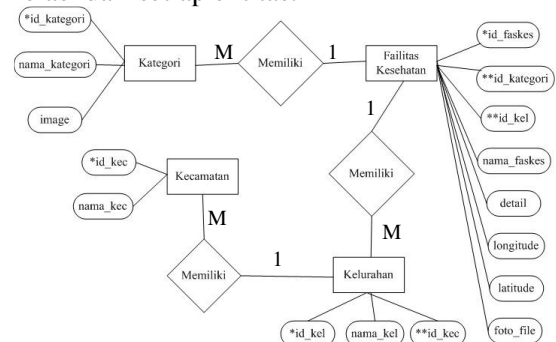 *id_kategori
nama_kategori
image
Kategori
M
Memiliki
1
Failitas
Kesehatan
*id_faskes
**id_kategori
**id_kel
nama_faskes
detail
longitude
latitude
foto_file
1
Memiliki
M
*id_kec
nama_kec
Kecamatan
M
Memiliki
1
Kelurahan
*id_kel
nama_kel
**id_kec